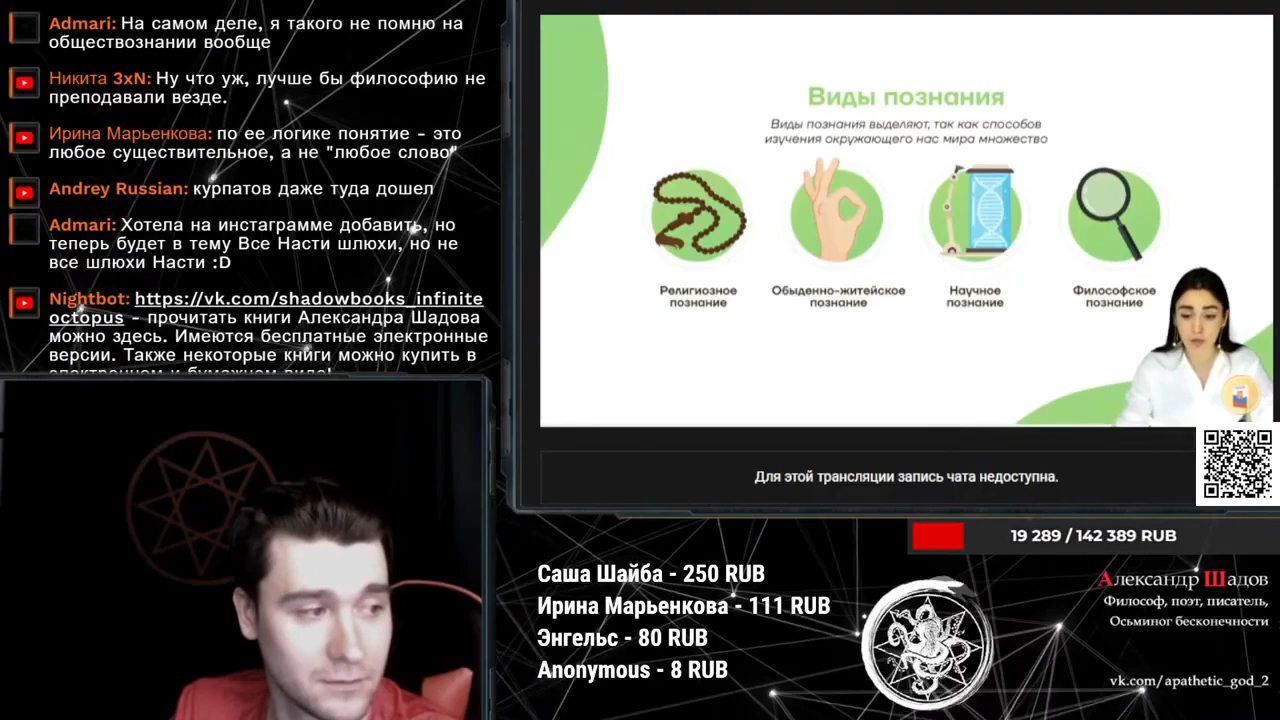 Admari: На самом деле, я такого не помню на
обществознании вообще
Никита 3xN: Ну что уж, лучше бы философию не
преподавали везде.
Ирина Марьенкова: по ее логике понятие - это
любое существительное, а не "любое слово"
Andrey Russian: курпатов даже туда дошел
Admari: Хотела на инстаграмме добавить, но
теперь будет в тему Все Насти шлюхи, но не
все шлюхи Насти :D
Nightbot: https://vk.com/shadowbooks_infinite
octopus - прочитать книги Александра Шадова
можно здесь. Имеются бесплатные электронные
версии. Также некоторые книги можно купить в
электронном и бумажном виде!
Виды познания
Виды познания выделяют, так как способов
изучения окружающего нас мира множество
Религиозное
познание
Обыденно-житейское
познание
Научное
познание
Философское
познание
Для этой трансляции запись чата недоступна.
19 289 / 142 389 RUB
Саша Шайба - 250 RUB
Ирина Марьенкова - 111 RUB
Энгельс - 80 RUB
Anonymous - 8 RUB
Александр Шадов
Философ, поэт, писатель,
Осьминог бесконечности
vk.com/apathetic_god_2